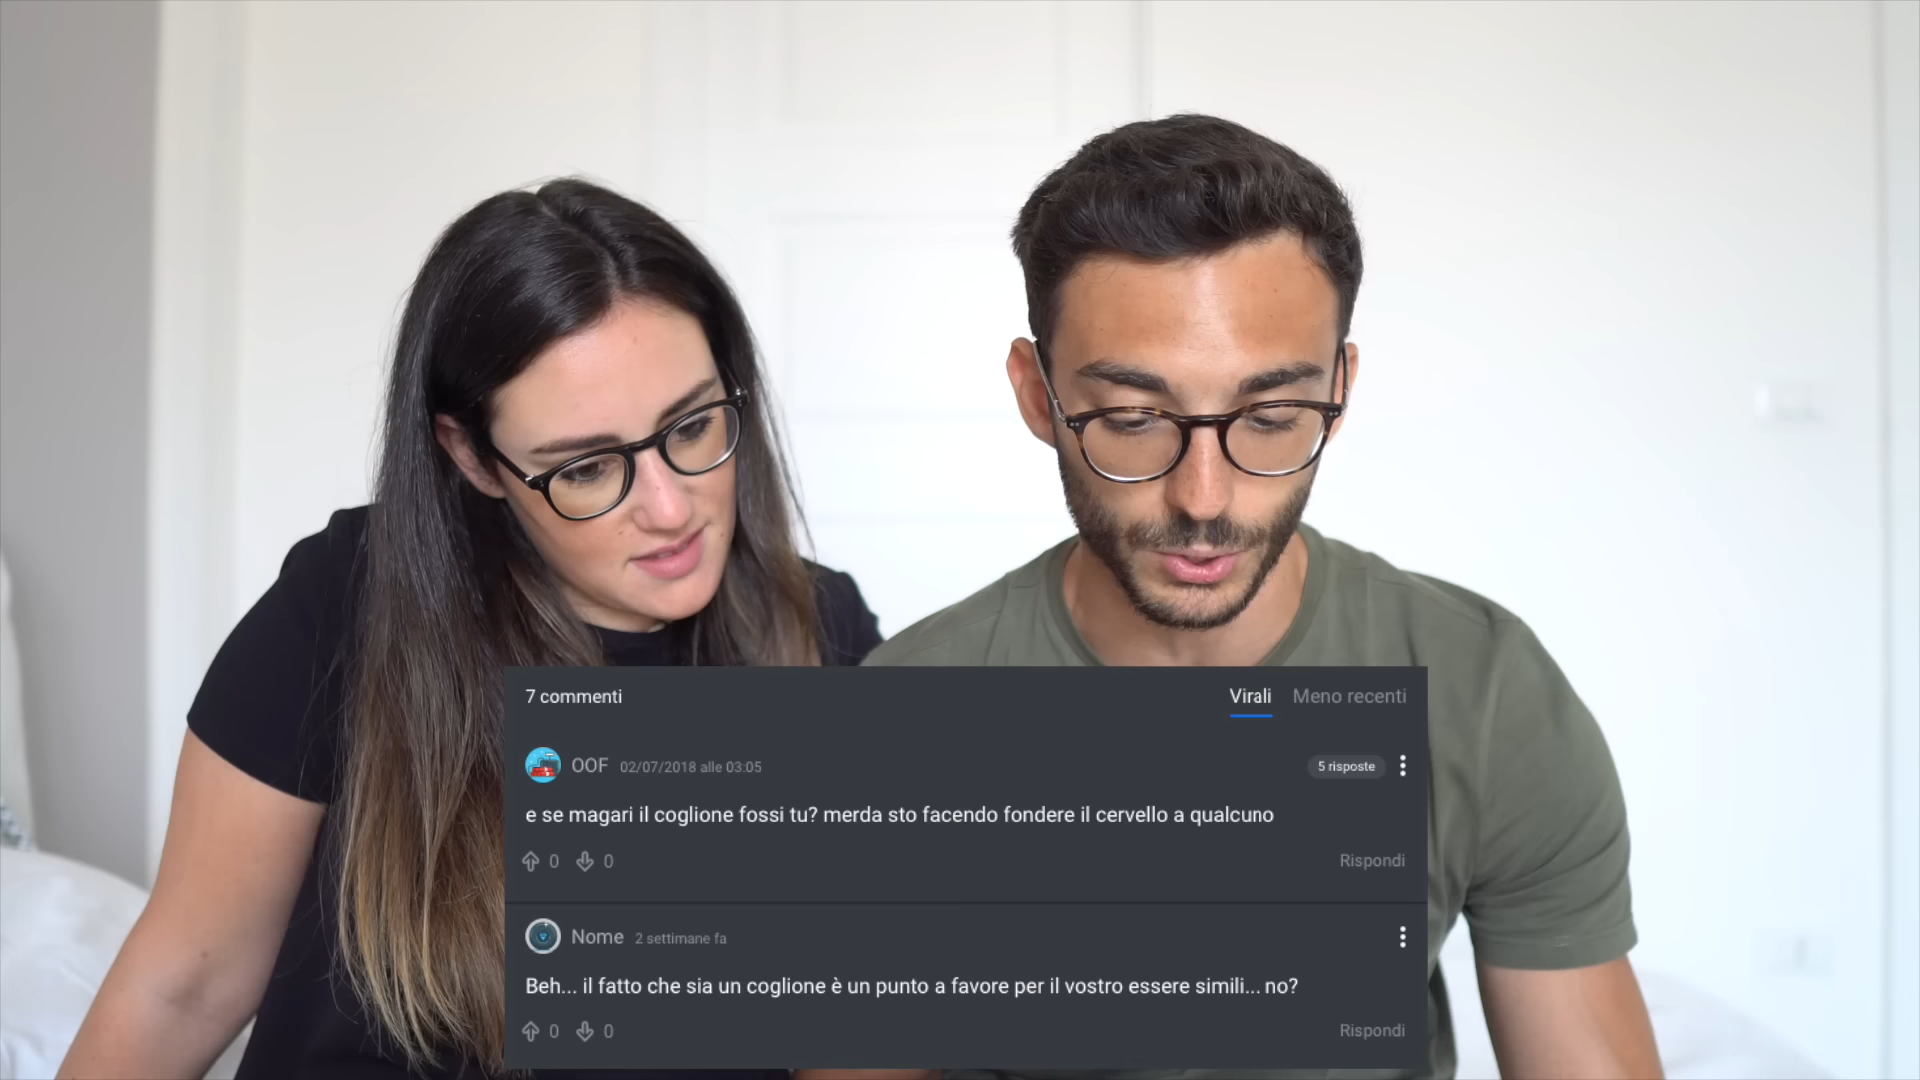 7 commenti
Virali
Meno recenti
OOF 02/07/2018 alle 03:05
5 risposte
e se magari il coglione fossi tu? merda sto facendo fondere il cervello a qualcuno
0 0
Rispondi
Nome 2 settimane fa
Beh... il fatto che sia un coglione è un punto a favore per il vostro essere simili... no?
0 0
Rispondi